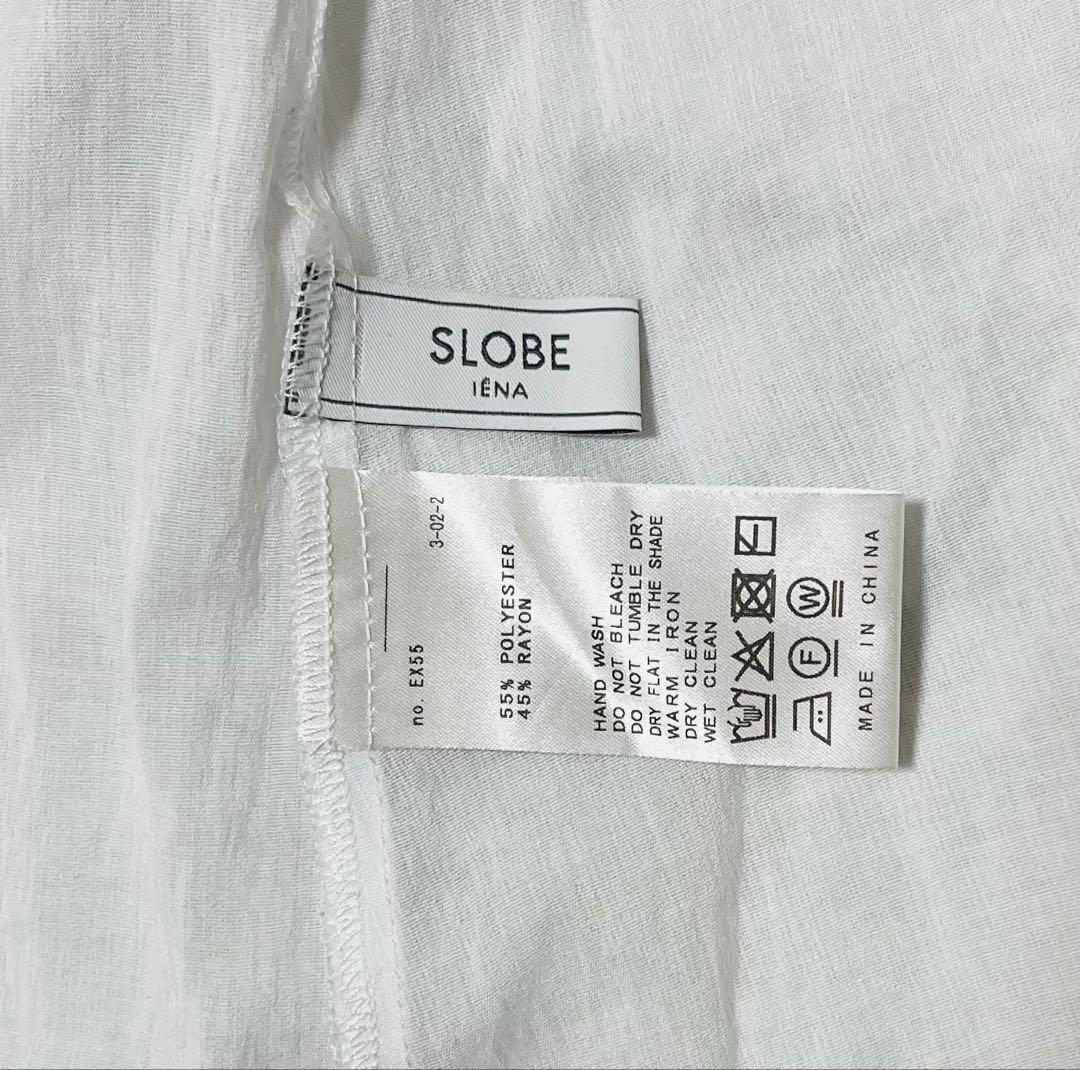 SLOBE
IÉNA
3-02-2
no. EX55
55% POLYESTER
45% RAYON
HAND WASH
DO NOT BLEACH
DO NOT TUMBLE DRY
DRY FLAT IN THE SHADE
WARM IRON
DRY CLEAN
WET CLEAN
F
W
MADE IN CHINA